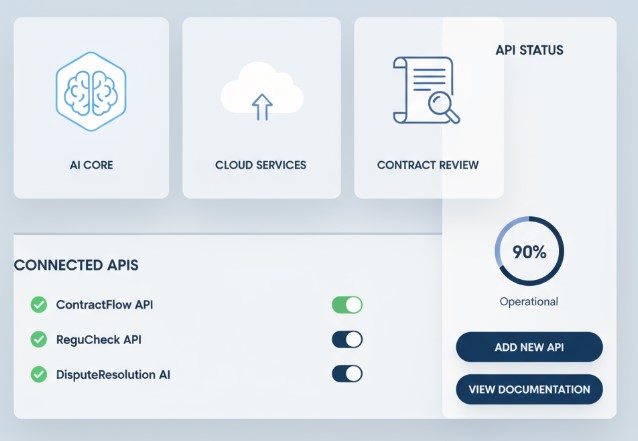 AI CORE
CLOUD SERVICES
CONTRACT REVIEW
API STATUS
90%
Operational
CONNECTED APIS
ContractFlow API
ReguCheck API
DisputeResolution AI
ADD NEW API
VIEW DOCUMENTATION